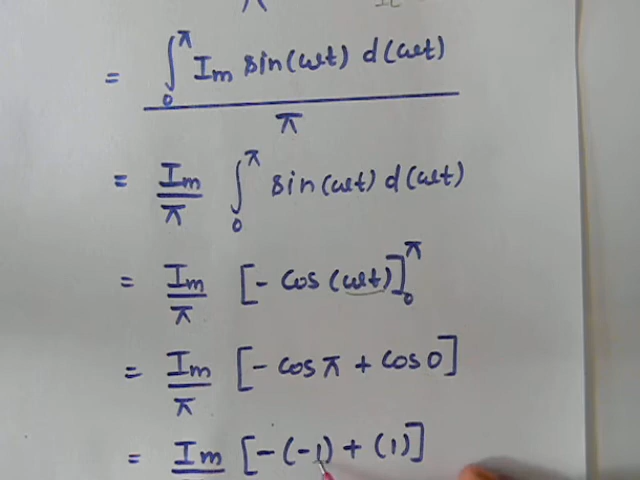 π
= ∫₀^π Im sin(ωt) d(ωt)
π
= Im/π ∫₀^π sin(ωt) d(ωt)
= Im/π [- cos (ωt)]₀^π
= Im/π [- cos π + cos 0]
= Im [-(-1) + (1)]